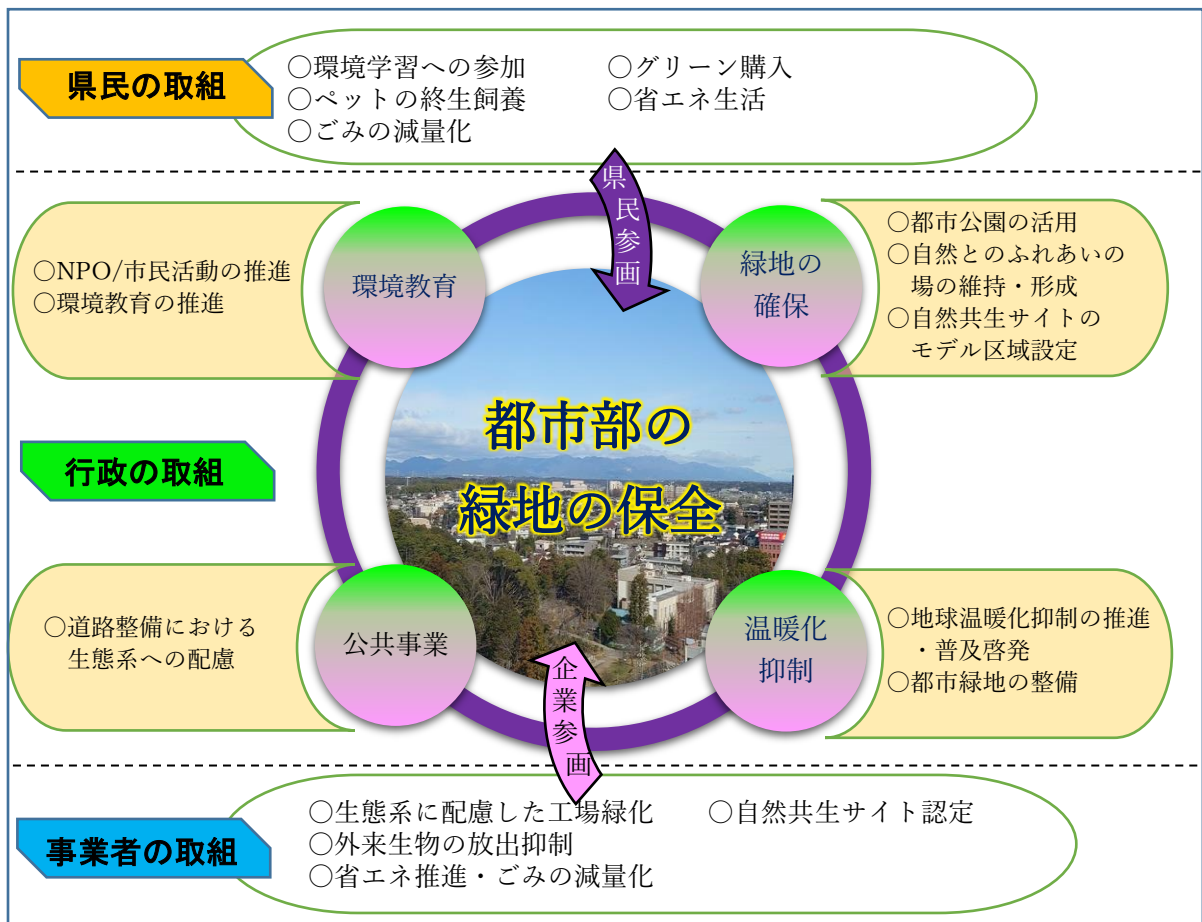 県民の取組
○環境学習への参加
○グリーン購入
○ペットの終生飼養
○省エネ生活
○ごみの減量化
県民参画
環境教育
○NPO/市民活動の推進
○環境教育の推進
緑地の
確保
○都市公園の活用
○自然とのふれあいの
場の維持・形成
○自然共生サイトの
モデル区域設定
行政の取組
都市部の
緑地の保全
公共事業
○道路整備における
生態系への配慮
温暖化
抑制
○地球温暖化抑制の推進
・普及啓発
○都市緑地の整備
企業参画
事業者の取組
○生態系に配慮した工場緑化
○自然共生サイト認定
○外来生物の放出抑制
○省エネ推進・ごみの減量化